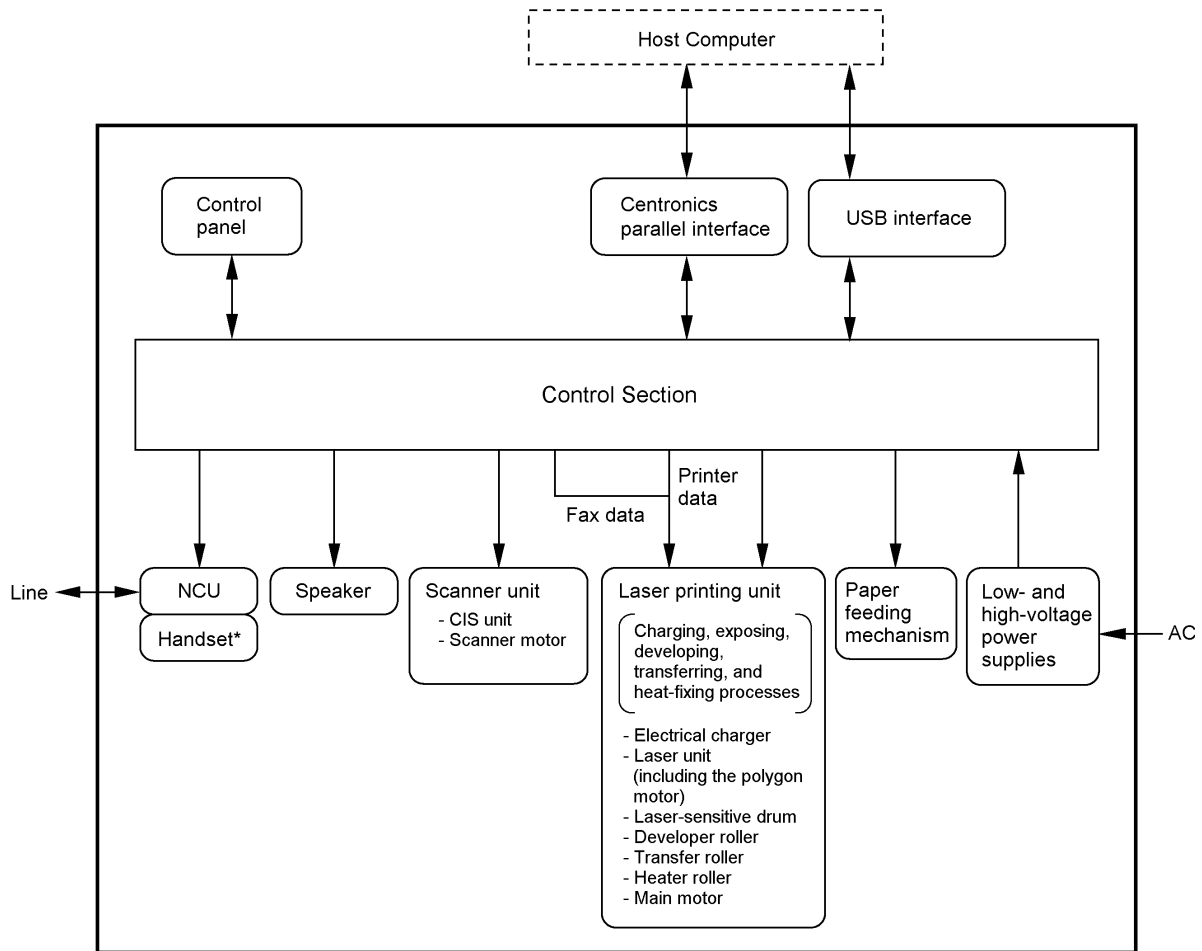 Host Computer
Control
panel
Centronics
parallel interface
USB interface
Control Section
Printer
data
Fax data
Line
NCU
Handset*
Speaker
Scanner unit
- CIS unit
- Scanner motor
Laser printing unit
Charging, exposing,
developing,
transferring, and
heat-fixing processes
- Electrical charger
- Laser unit
(including the polygon
motor)
- Laser-sensitive drum
- Developer roller
- Transfer roller
- Heater roller
- Main motor
Paper
feeding
mechanism
Low- and
high-voltage
power
supplies
AC